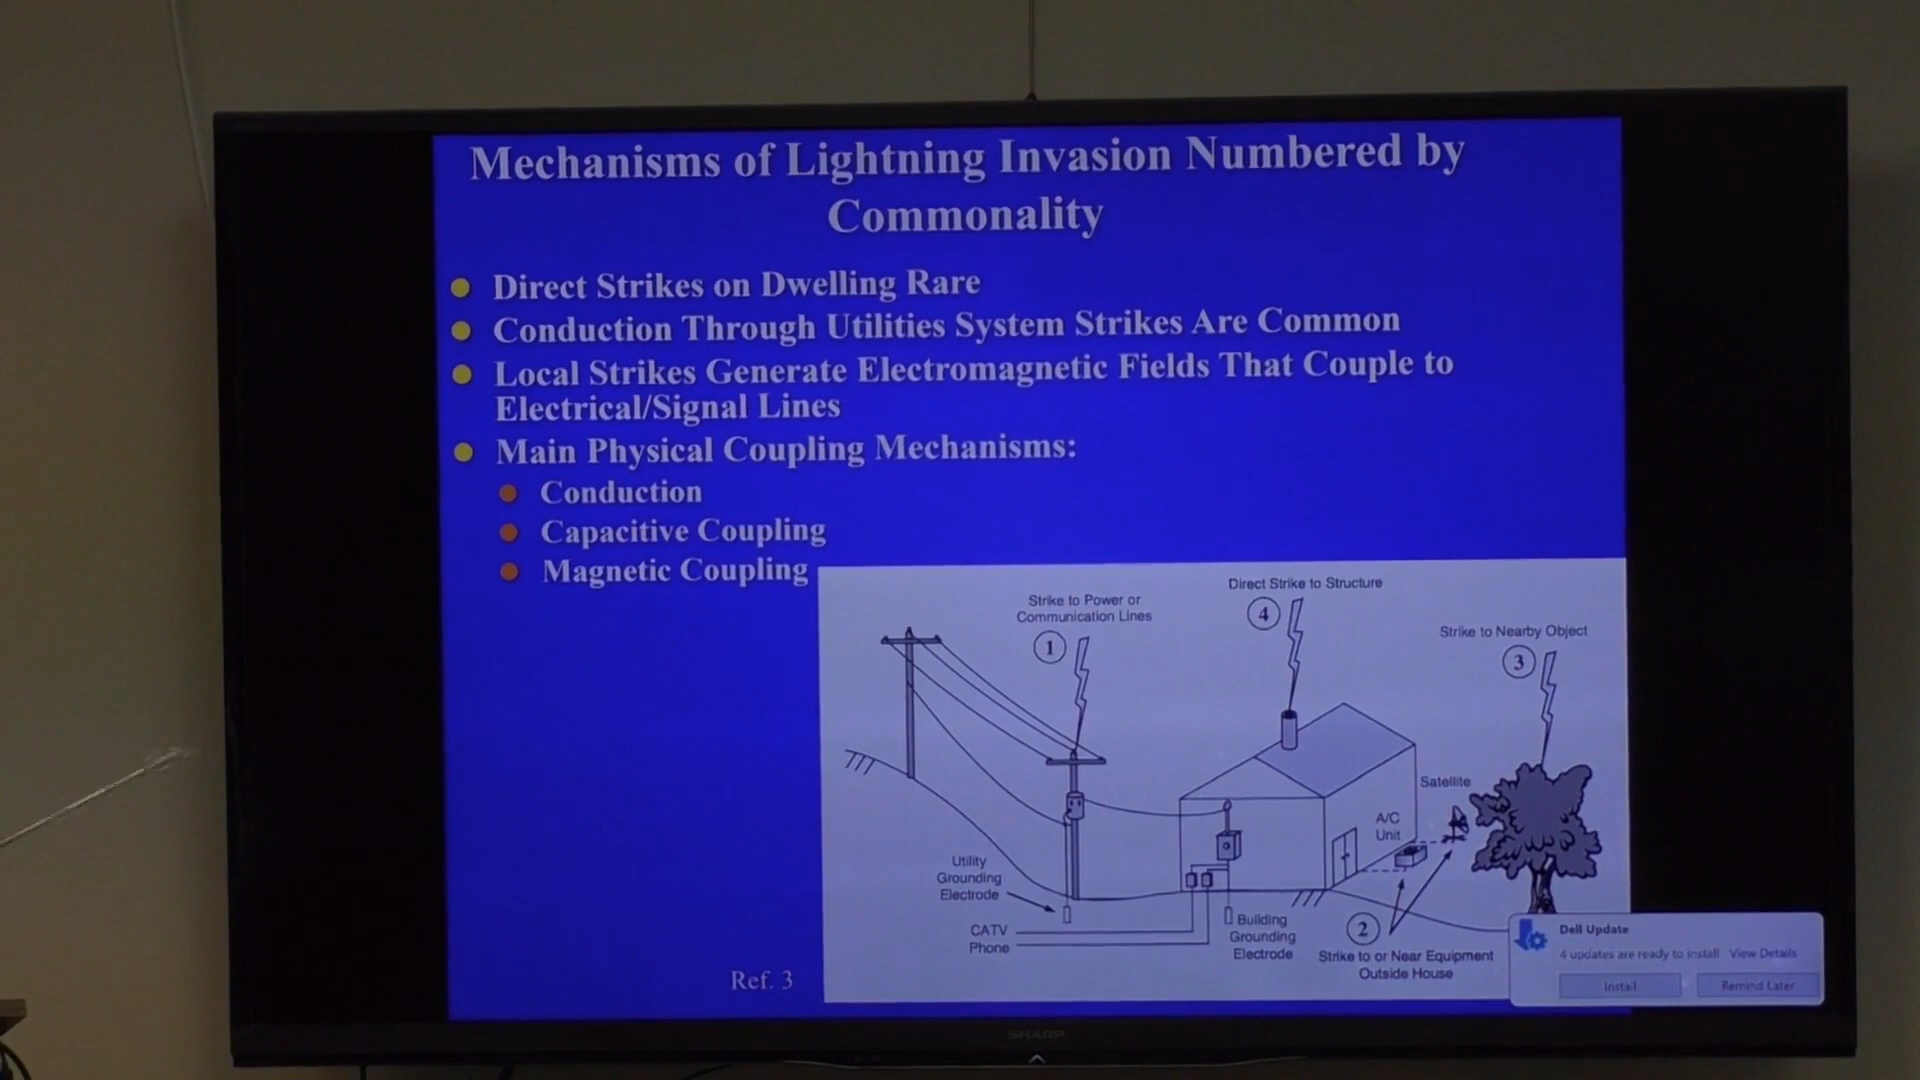 Mechanisms of Lightning Invasion Numbered by
Commonality
Direct Strikes on Dwelling Rare
Conduction Through Utilities System Strikes Are Common
Local Strikes Generate Electromagnetic Fields That Couple to
Electrical/Signal Lines
Main Physical Coupling Mechanisms:
Conduction
Capacitive Coupling
Magnetic Coupling
Direct Strike to Structure
4
Strike to Power or
Communication Lines
1
Strike to Nearby Object
3
Satellite
A/C
Unit
Utility
Grounding
Electrode
CATV
Phone
Building
Grounding
Electrode
2
Strike to or Near Equipment
Outside House
Ref. 3
Dell Update
4 updates are ready to install View Details
Install
Remind Later
SHARP